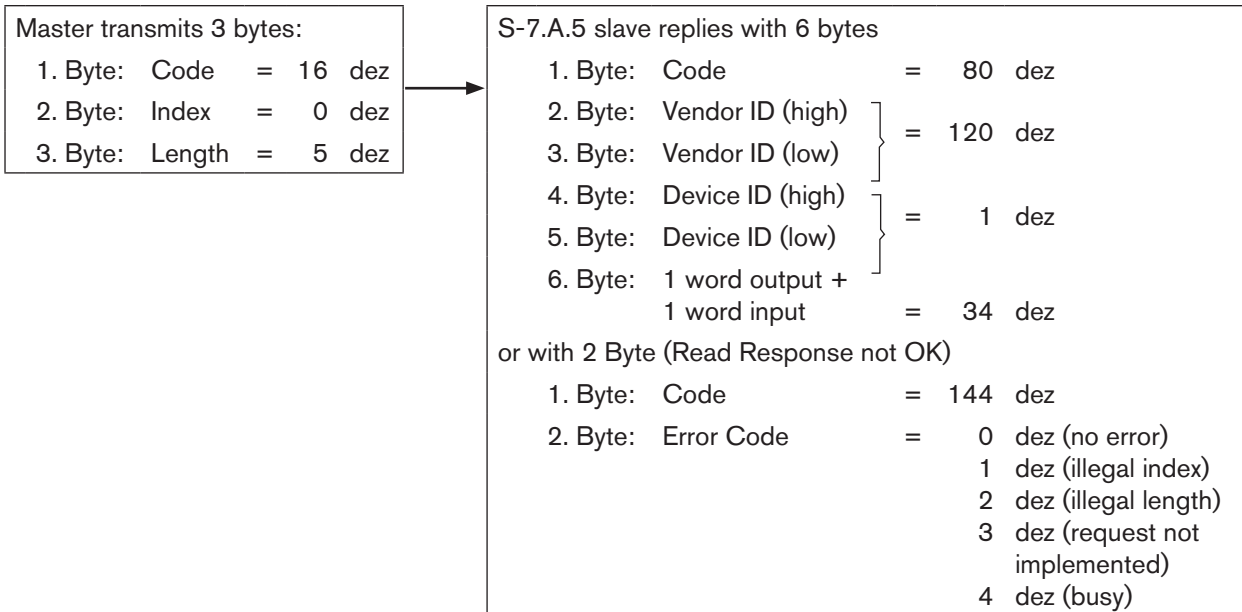 Master transmits 3 bytes:
1. Byte: Code = 16 dez
2. Byte: Index = 0 dez
3. Byte: Length = 5 dez
S-7.A.5 slave replies with 6 bytes
1. Byte: Code = 80 dez
2. Byte: Vendor ID (high)
= 120 dez
3. Byte: Vendor ID (low)
4. Byte: Device ID (high)
= 1 dez
5. Byte: Device ID (low)
6. Byte: 1 word output +
1 word input = 34 dez
or with 2 Byte (Read Response not OK)
1. Byte: Code = 144 dez
2. Byte: Error Code = 0 dez (no error)
1 dez (illegal index)
2 dez (illegal length)
3 dez (request not
implemented)
4 dez (busy)